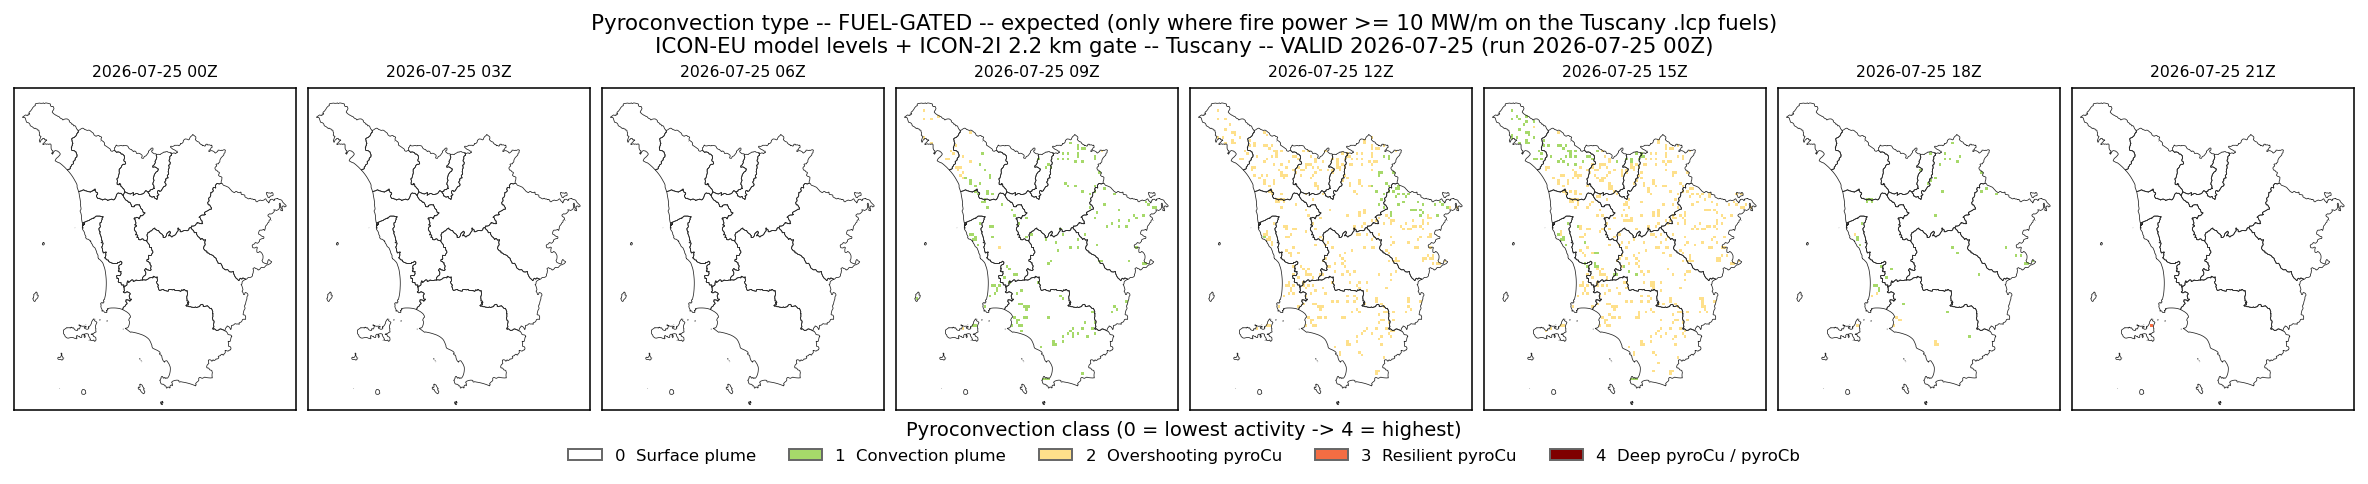 Pyroconvection type -- FUEL-GATED -- expected (only where fire power >= 10 MW/m on the Tuscany .lcp fuels)
ICON-EU model levels + ICON-2I 2.2 km gate -- Tuscany -- VALID 2026-07-25 (run 2026-07-25 00Z)
2026-07-25 00Z
2026-07-25 03Z
2026-07-25 06Z
2026-07-25 09Z
2026-07-25 12Z
2026-07-25 15Z
2026-07-25 18Z
2026-07-25 21Z
Pyroconvection class (0 = lowest activity -> 4 = highest)
0 Surface plume
1 Convection plume
2 Overshooting pyroCu
3 Resilient pyroCu
4 Deep pyroCu / pyroCb